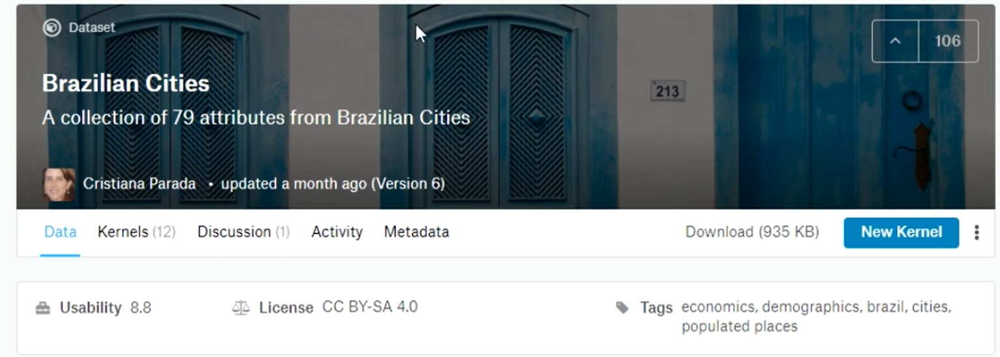 Dataset
106
Brazilian Cities
213
A collection of 79 attributes from Brazilian Cities
Cristiana Parada • updated a month ago (Version 6)
Data Kernels (12) Discussion (1) Activity Metadata Download (935 KB) New Kernel
Usability 8.8 License CC BY-SA 4.0 Tags economics, demographics, brazil, cities,
populated places